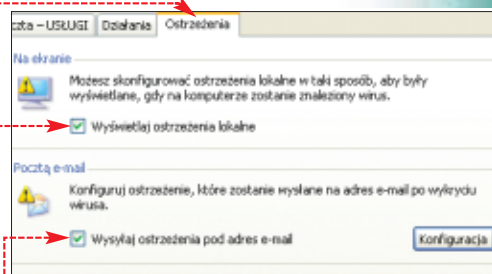 czta – USŁUGI Działania Ostrzeżenia
Na ekranie
Możesz skonfigurować ostrzeżenia lokalne w taki sposób, aby były
wyświetlane, gdy na komputerze zostanie znaleziony wirus.
Wyświetlaj ostrzeżenia lokalne
Pocztą e-mail
Konfiguruj ostrzeżenie, które zostanie wysłane na adres e-mail po wykryciu
wirusa.
Wysyłaj ostrzeżenia pod adres e-mail
Konfiguracja